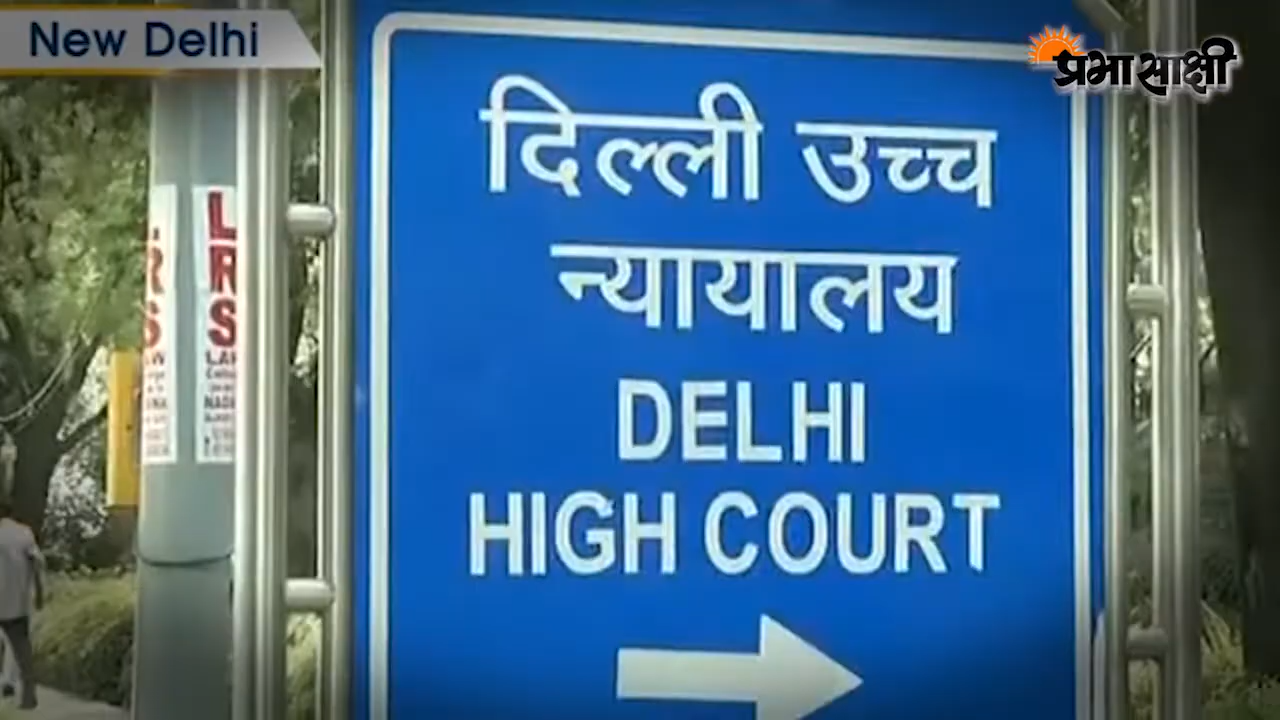 New Delhi
प्रभासाक्षी
दिल्ली उच्च
न्यायालय
DELHI
HIGH COURT
L
R
S